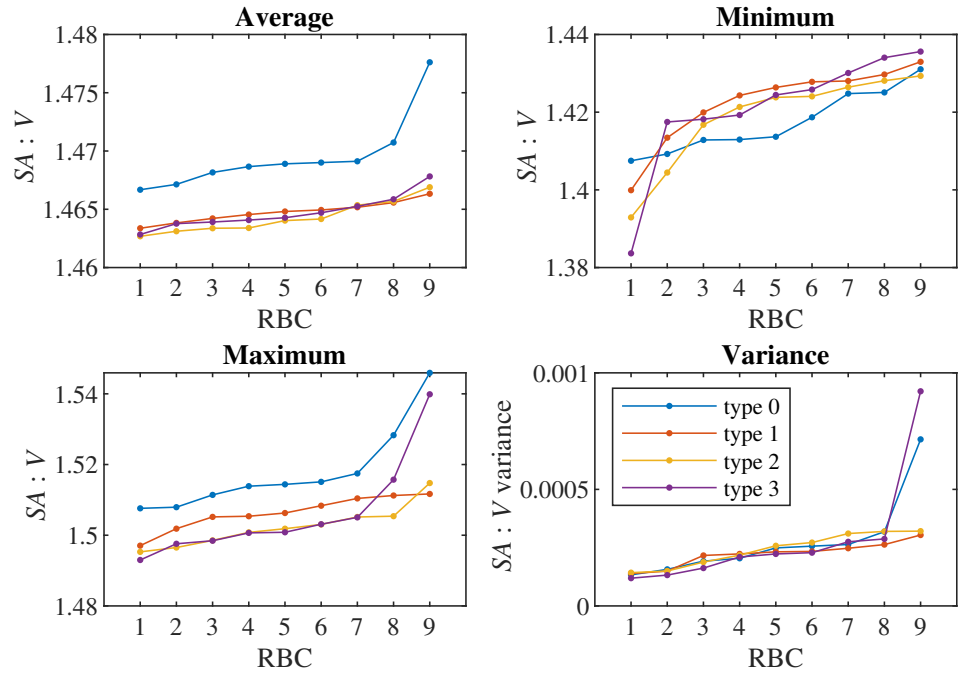 Average
1.48
1.475
1.47
1.465
1.46
SA : V
1 2 3 4 5 6 7 8 9
RBC
Minimum
1.44
1.42
1.4
1.38
SA : V
1 2 3 4 5 6 7 8 9
RBC
Maximum
1.54
1.52
1.5
1.48
SA : V
1 2 3 4 5 6 7 8 9
RBC
Variance
0.001
0.0005
0
SA : V variance
type 0
type 1
type 2
type 3
1 2 3 4 5 6 7 8 9
RBC